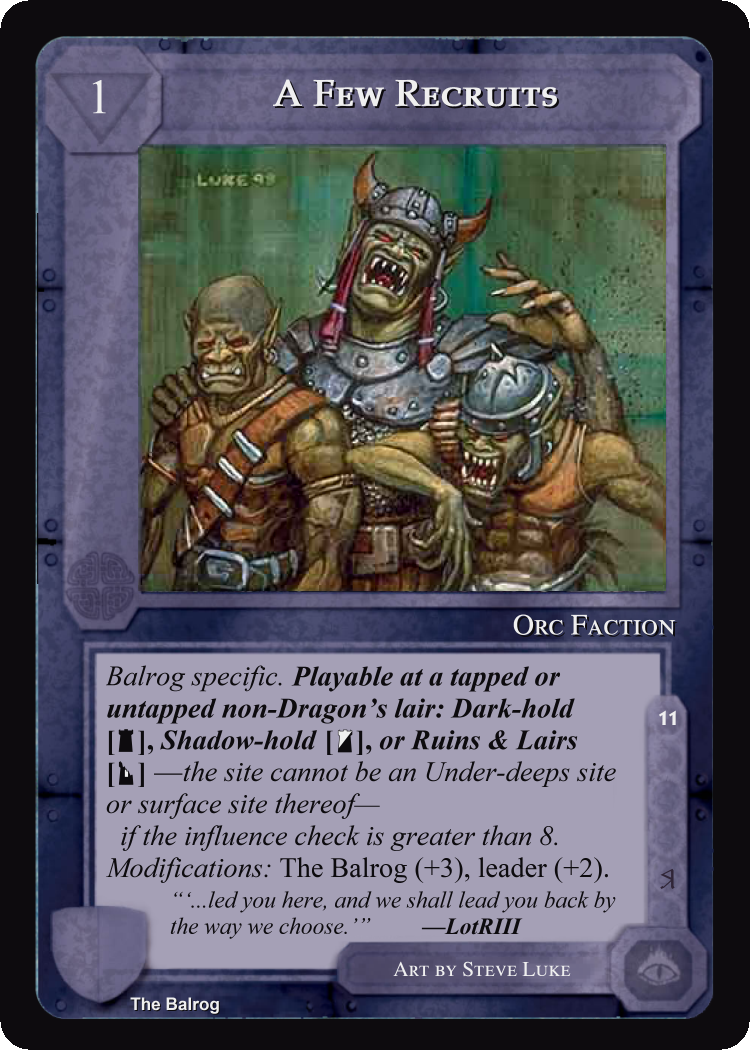 1
A Few Recruits
LUKE 98
Orc Faction
Balrog specific. Playable at a tapped or
untapped non-Dragon's lair: Dark-hold
[], Shadow-hold [], or Ruins & Lairs
[] —the site cannot be an Under-deeps site
or surface site thereof—
if the influence check is greater than 8.
Modifications: The Balrog (+3), leader (+2).
"'...led you here, and we shall lead you back by
the way we choose.'" —LotRIII
11
Art by Steve Luke
The Balrog